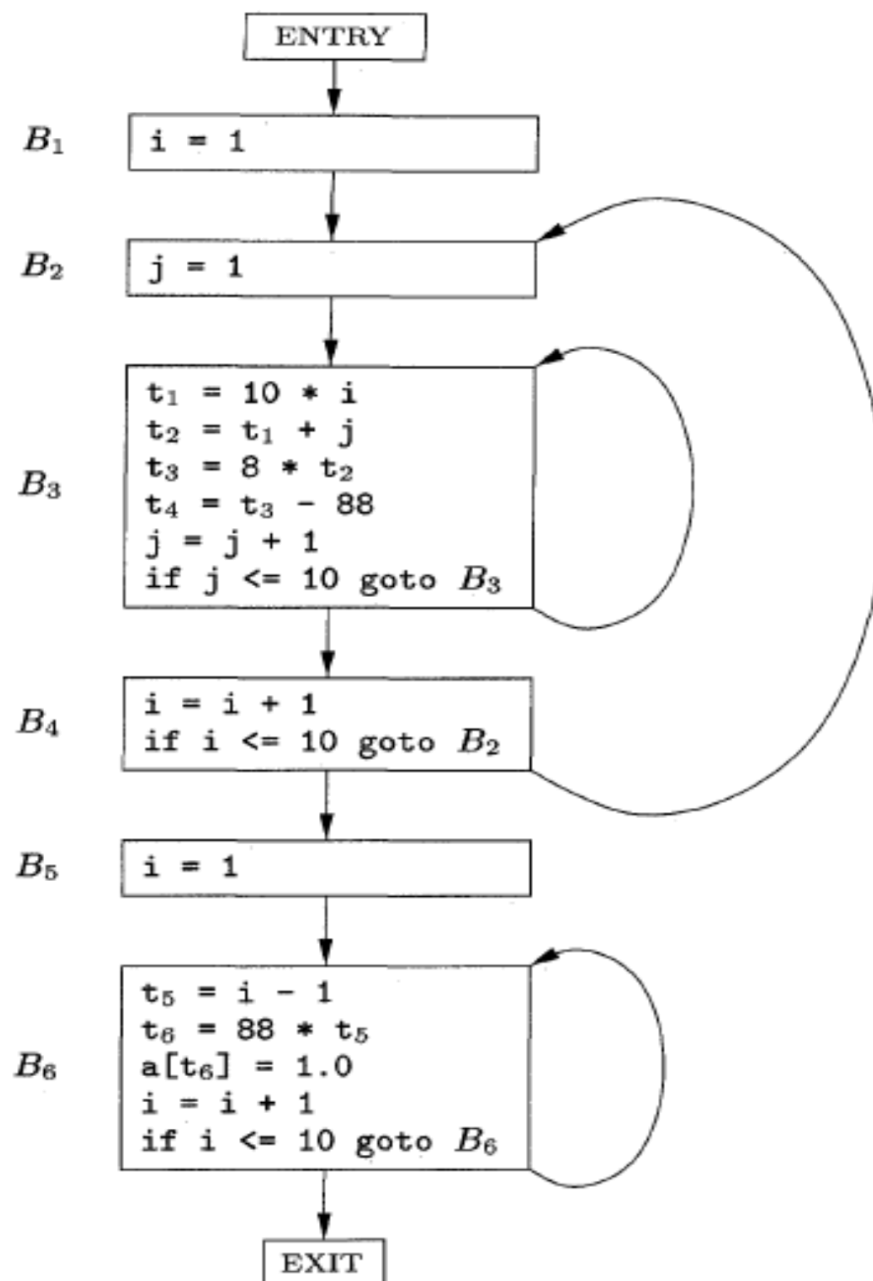 ENTRY
B₁
i = 1
B₂
j = 1
B₃
t₁ = 10 * i
t₂ = t₁ + j
t₃ = 8 * t₂
t₄ = t₃ - 88
j = j + 1
if j <= 10 goto B₃
B₄
i = i + 1
if i <= 10 goto B₂
B₅
i = 1
B₆
t₅ = i - 1
t₆ = 88 * t₅
a[t₆] = 1.0
i = i + 1
if i <= 10 goto B₆
EXIT